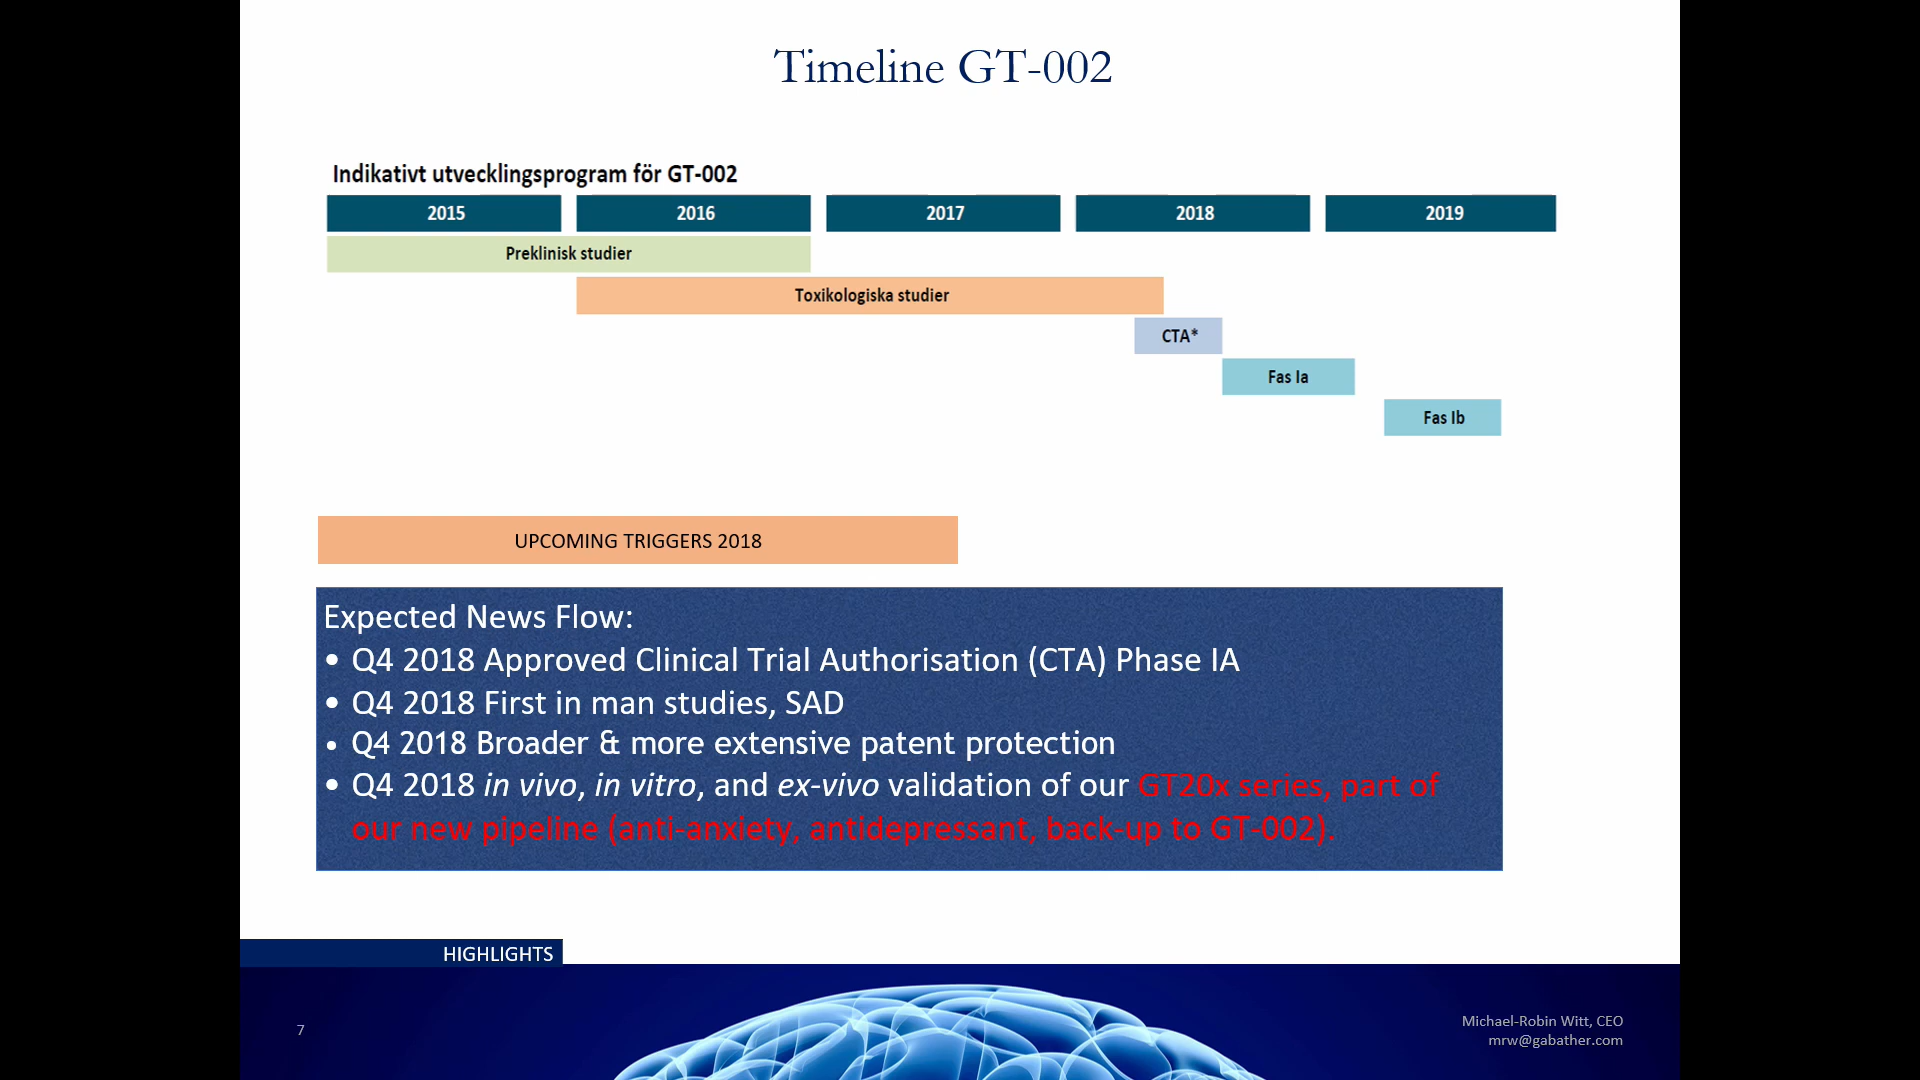 Timeline GT-002
Indikativt utvecklingsprogram för GT-002
2015 2016 2017 2018 2019
Preklinisk studier
Toxikologiska studier
CTA*
Fas Ia
Fas Ib
UPCOMING TRIGGERS 2018
Expected News Flow:
• Q4 2018 Approved Clinical Trial Authorisation (CTA) Phase IA
• Q4 2018 First in man studies, SAD
• Q4 2018 Broader & more extensive patent protection
• Q4 2018 in vivo, in vitro, and ex-vivo validation of our GT20x series, part of
our new pipeline (anti-anxiety, antidepressant, back-up to GT-002).
HIGHLIGHTS
7
Michael-Robin Witt, CEO
mrw@gabather.com